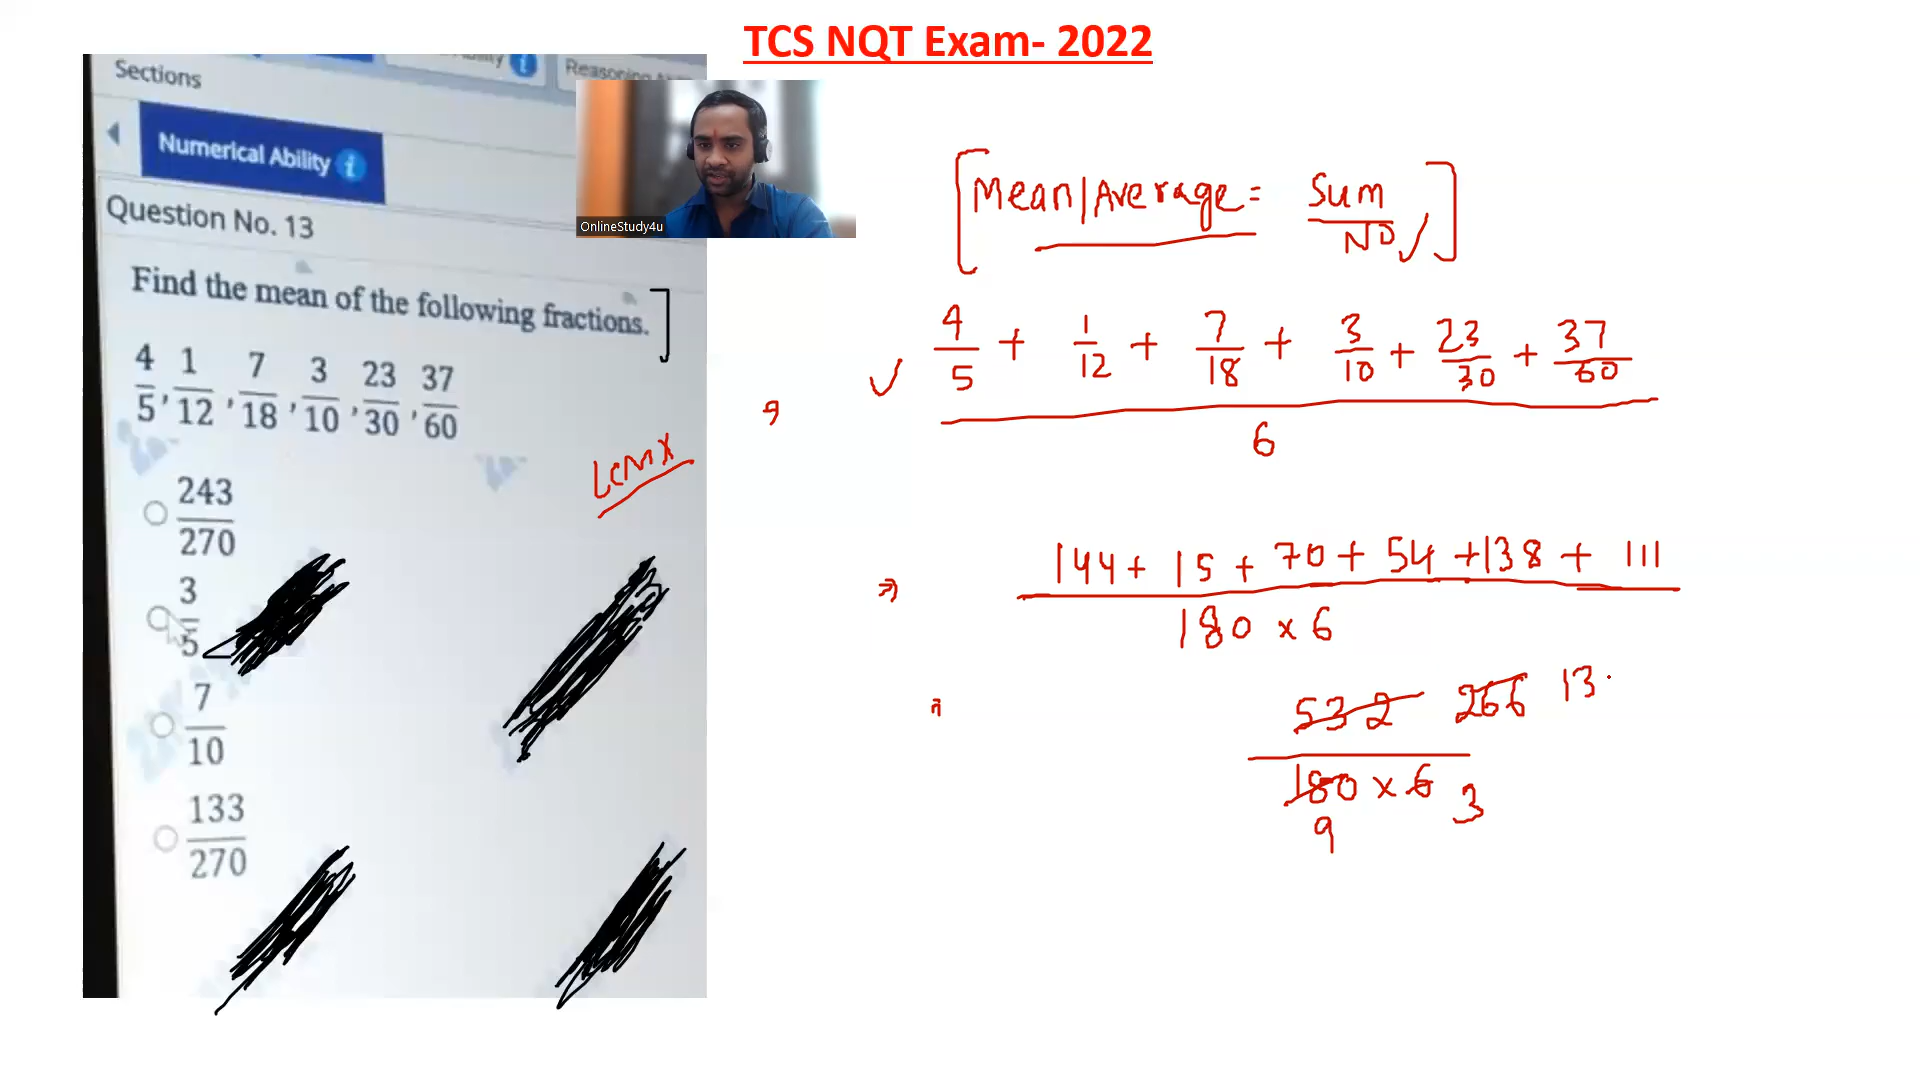 TCS NQT Exam- 2022
Sections
Reasoning
Numerical Ability i
Question No. 13
OnlineStudy4u
Find the mean of the following fractions. ]
4/5, 1/12, 7/18, 3/10, 23/30, 37/60
243/270
3/5
7/10
133/270
LCM X
[Mean|Average = Sum/NO ✓]
✓ 4/5 + 1/12 + 7/18 + 3/10 + 23/30 + 37/60
6
⇒ 144 + 15 + 70 + 54 + 138 + 111
180 × 6
532 266 13
180 × 6 3
9